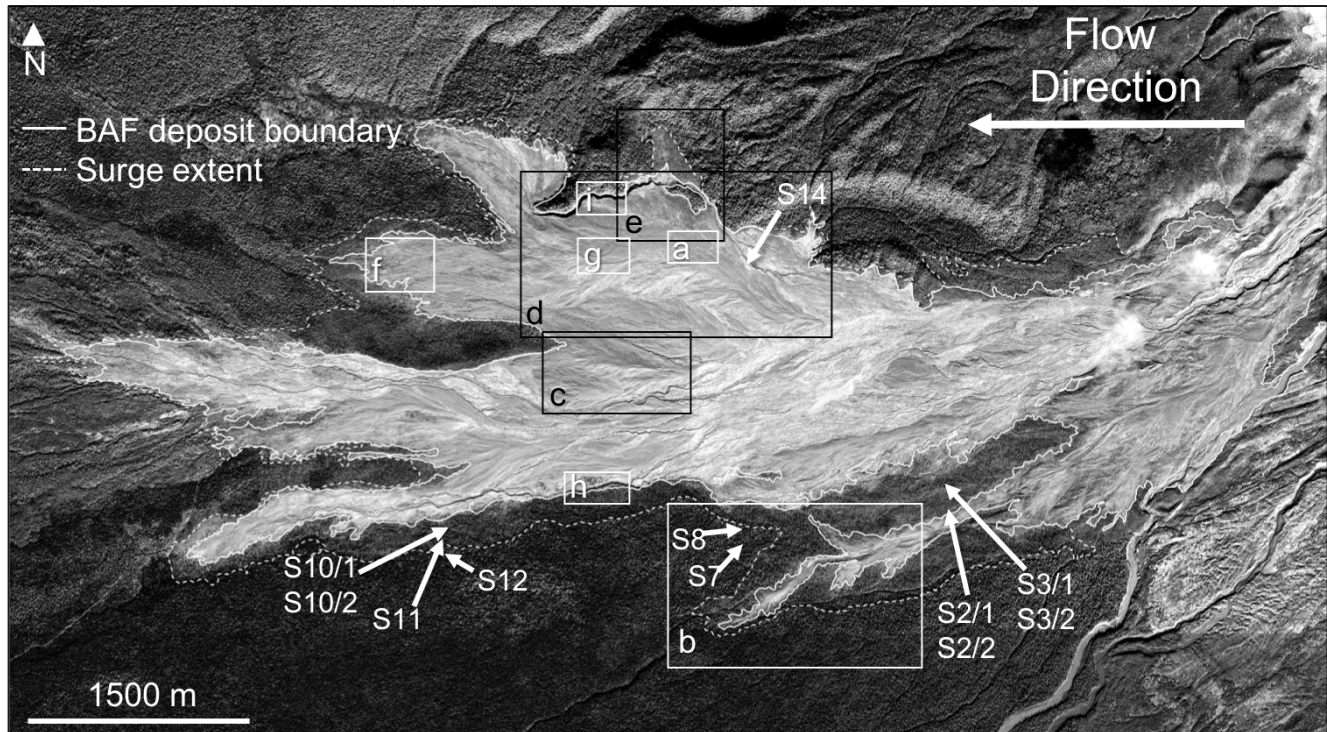 N
Flow
Direction
BAF deposit boundary
Surge extent
S14
i
e
g
a
f
d
c
h
S8
S7
S10/1
S10/2
S11
S12
S3/1
S3/2
S2/1
S2/2
b
1500 m